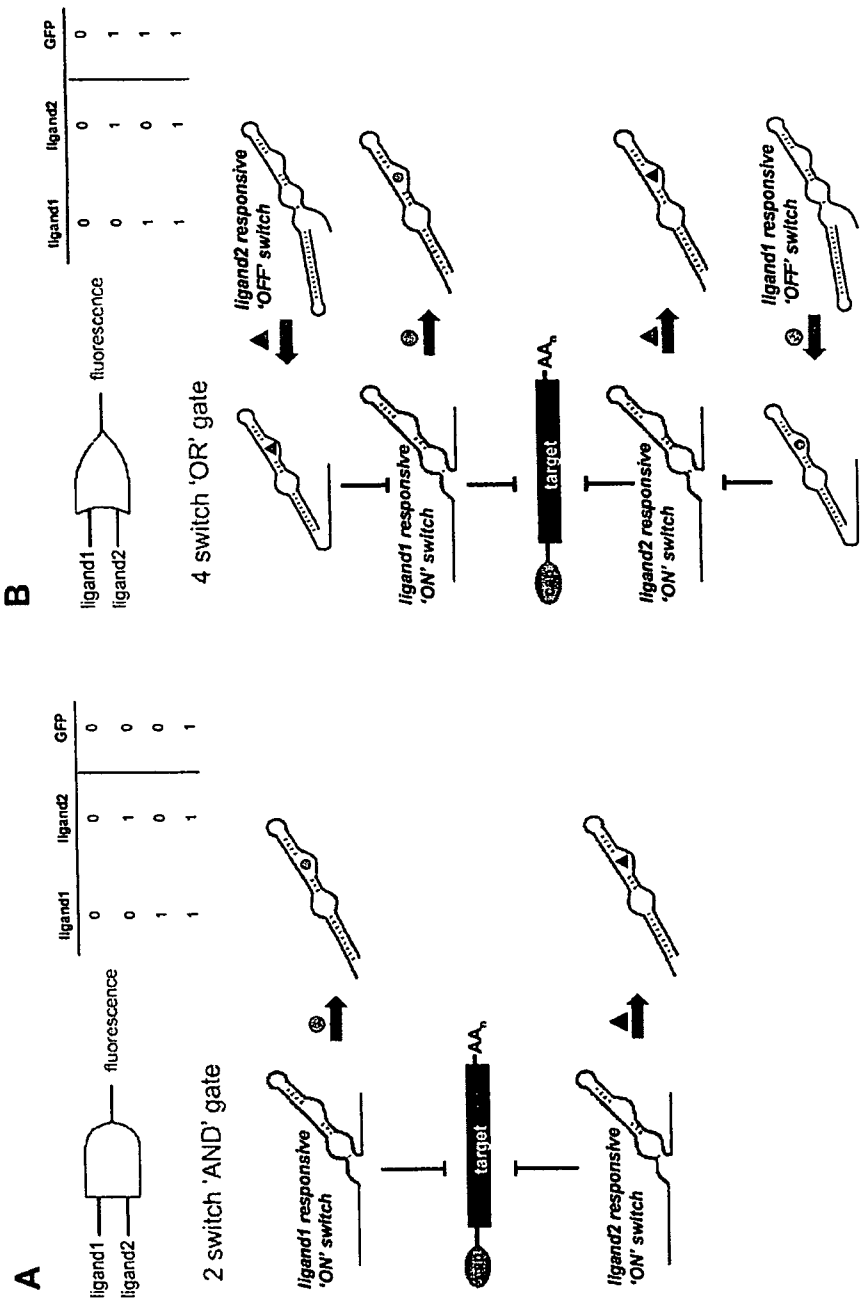 A
ligand1
ligand2
fluorescence
ligand1 ligand2 GFP
0 0 0
0 1 0
1 0 0
1 1 1
2 switch 'AND' gate
ligand1 responsive
'ON' switch
target
AAn
ligand2 responsive
'ON' switch
B
ligand1
ligand2
fluorescence
ligand1 ligand2 GFP
0 0 0
0 1 1
1 0 1
1 1 1
4 switch 'OR' gate
ligand2 responsive
'OFF' switch
ligand1 responsive
'ON' switch
cap
target
AAn
ligand2 responsive
'ON' switch
ligand1 responsive
'OFF' switch